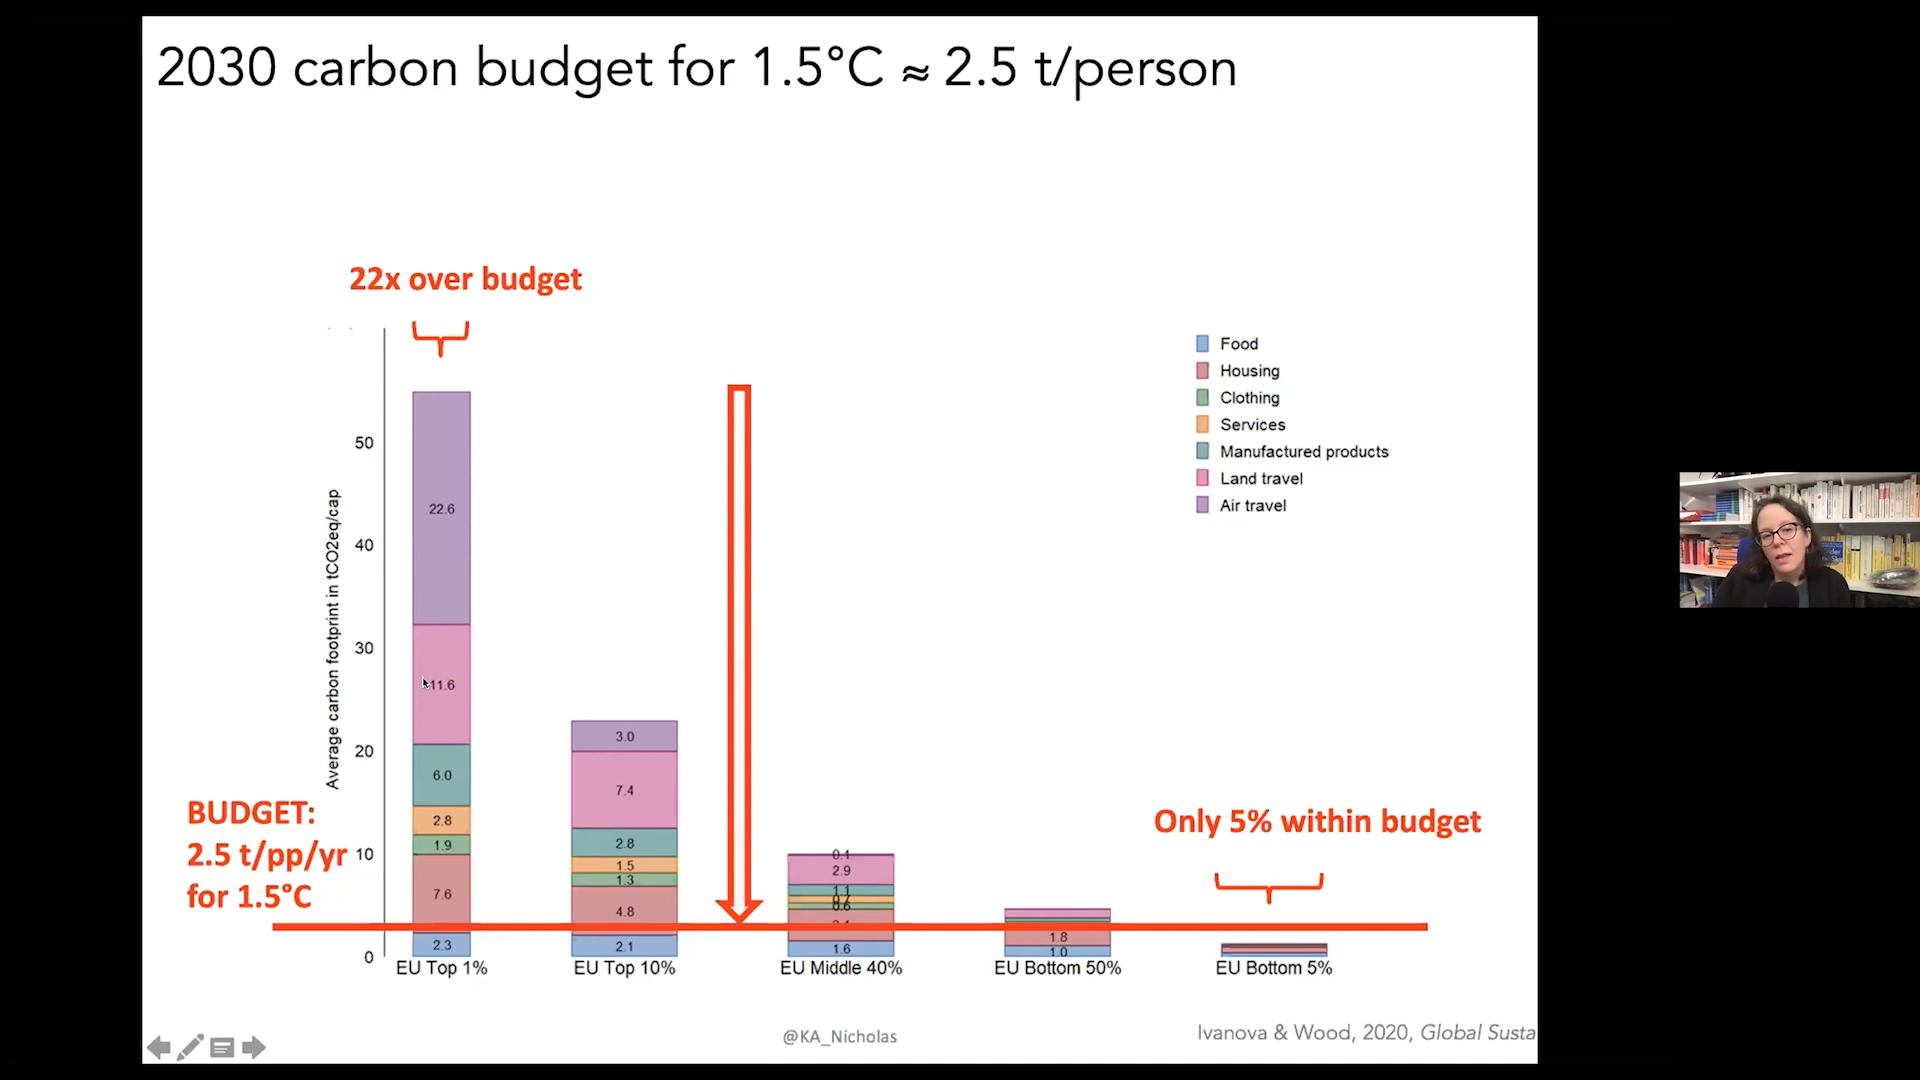 2030 carbon budget for 1.5°C ≈ 2.5 t/person
22x over budget
Food
Housing
Clothing
Services
Manufactured products
Land travel
Air travel
Average carbon footprint in tCO2eq/cap
50
40
30
20
10
0
22.6
11.6
6.0
2.8
1.9
7.6
2.3
3.0
7.4
2.8
1.5
1.3
4.8
2.1
0.1
2.9
1.1
0.6
1.6
1.8
1.0
BUDGET:
2.5 t/pp/yr
for 1.5°C
Only 5% within budget
EU Top 1%
EU Top 10%
EU Middle 40%
EU Bottom 50%
EU Bottom 5%
@KA_Nicholas
Ivanova & Wood, 2020, Global Susta